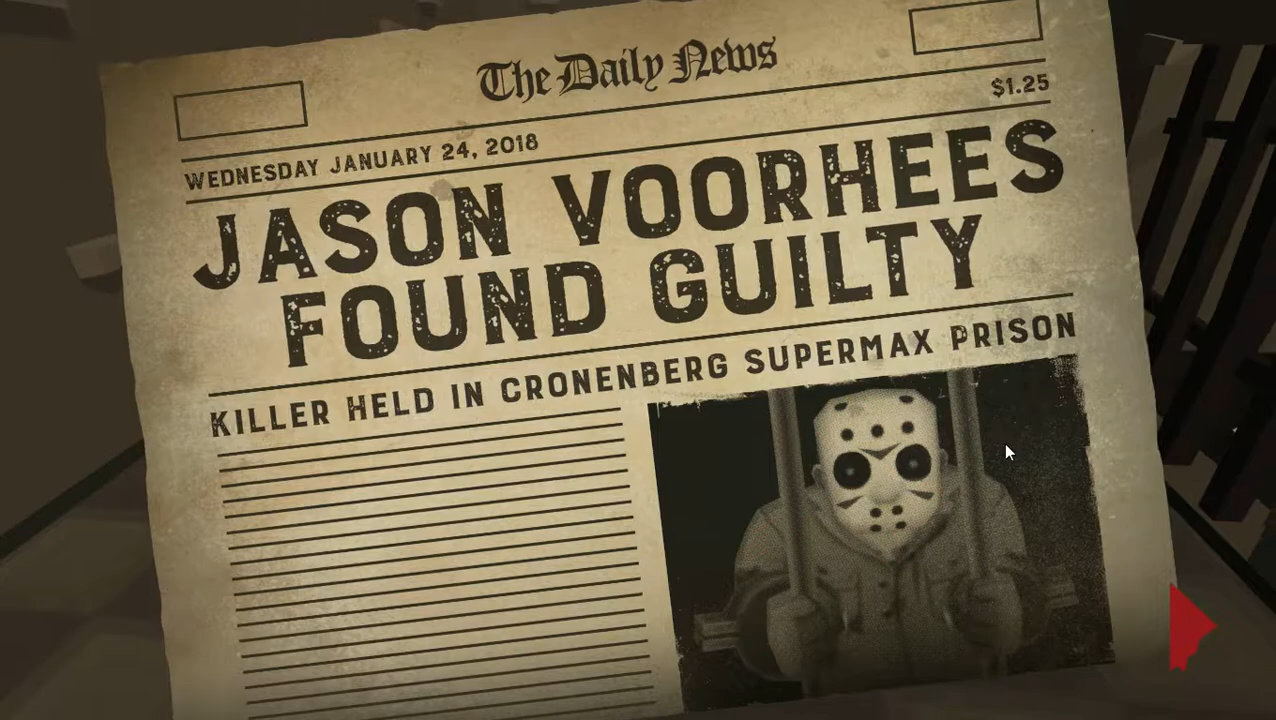 The Daily News
$1.25
WEDNESDAY JANUARY 24, 2018
JASON VOORHEES
FOUND GUILTY
KILLER HELD IN CRONENBERG SUPERMAX PRISON